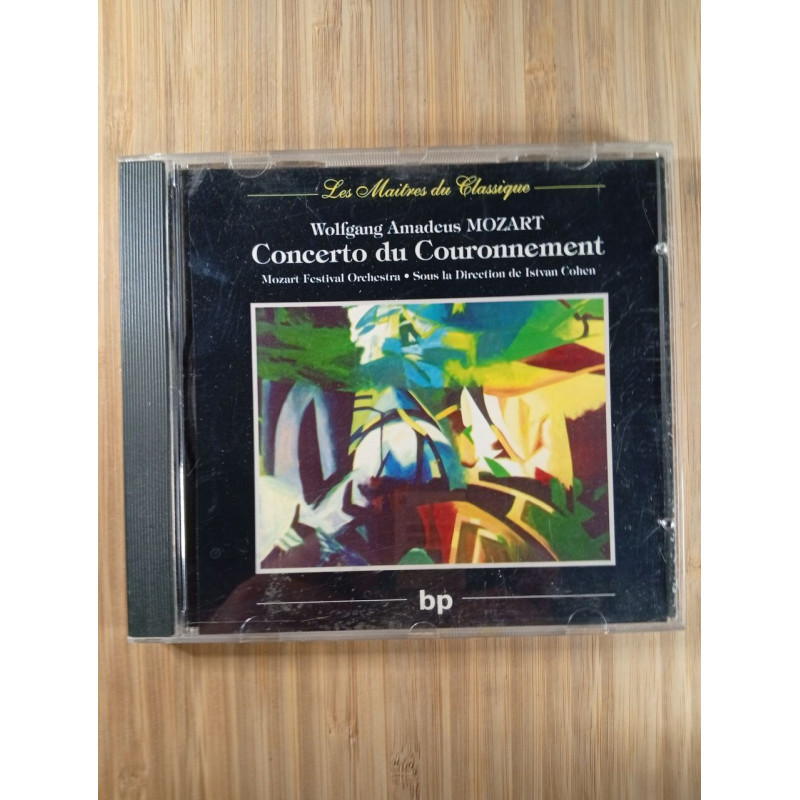 Les Maitres du Classique
Wolfgang Amadeus MOZART
Concerto du Couronnement
Mozart Festival Orchestra • Sous la Direction de Istvan Cohen
bp